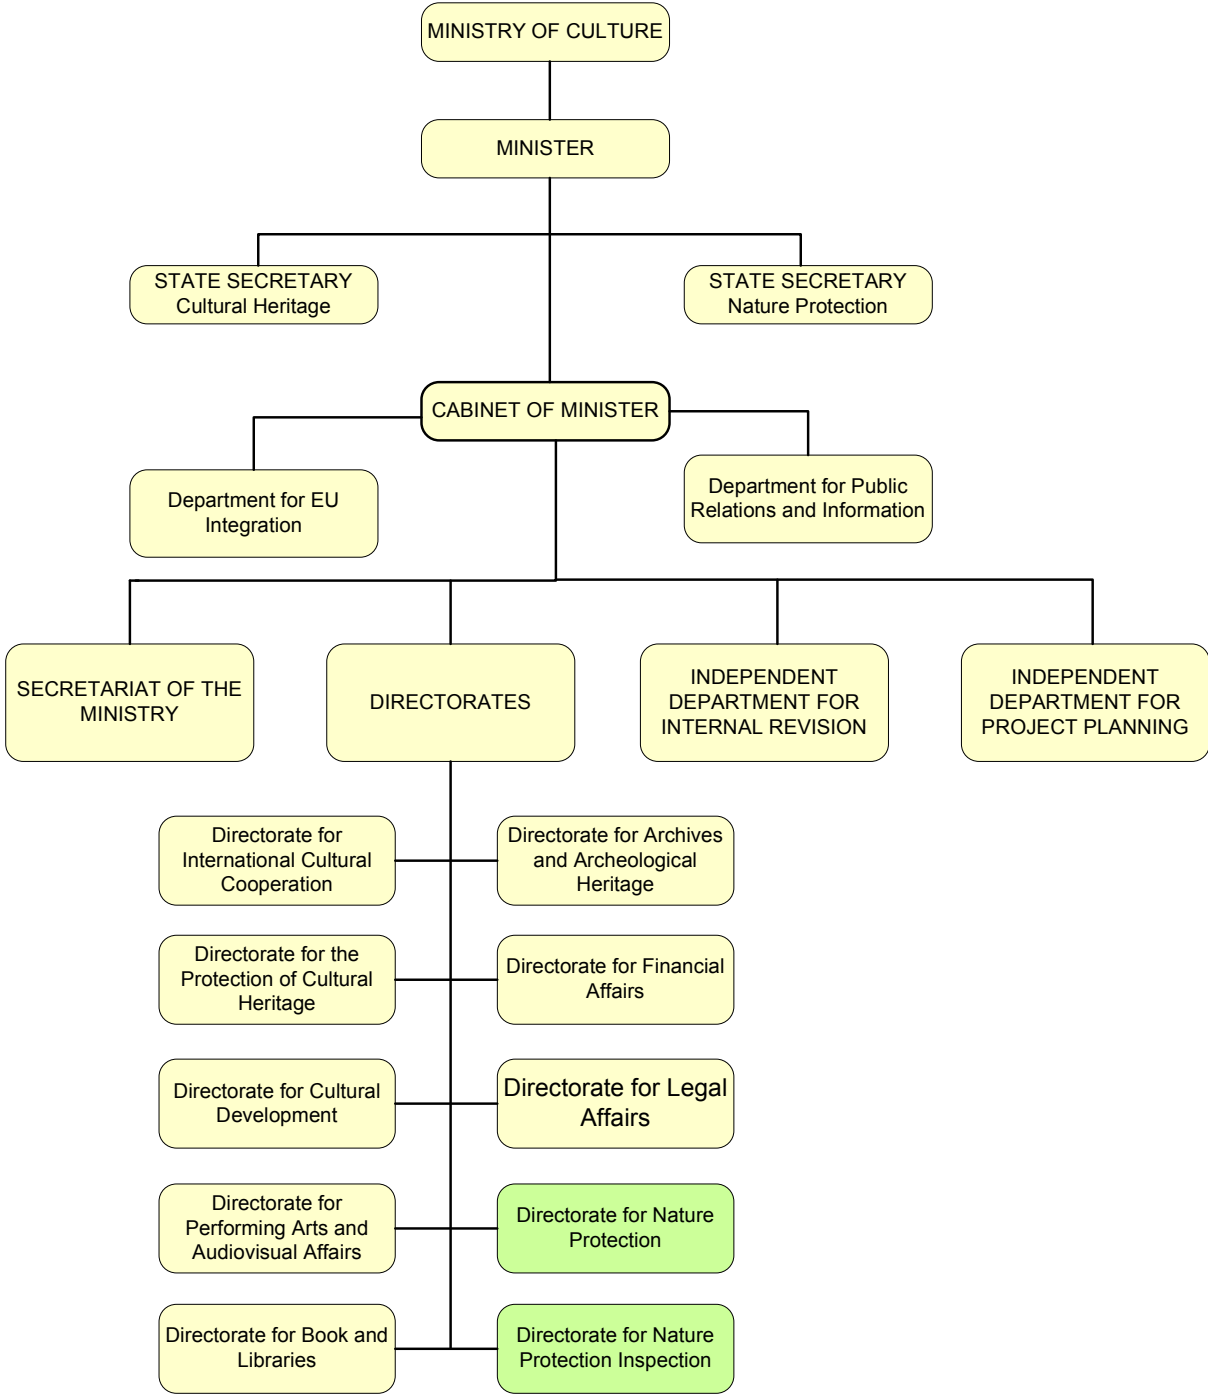 MINISTRY OF CULTURE
MINISTER
STATE SECRETARY
Cultural Heritage
STATE SECRETARY
Nature Protection
CABINET OF MINISTER
Department for EU
Integration
Department for Public
Relations and Information
SECRETARIAT OF THE
MINISTRY
DIRECTORATES
INDEPENDENT
DEPARTMENT FOR
INTERNAL REVISION
INDEPENDENT
DEPARTMENT FOR
PROJECT PLANNING
Directorate for
International Cultural
Cooperation
Directorate for Archives
and Archeological
Heritage
Directorate for the
Protection of Cultural
Heritage
Directorate for Financial
Affairs
Directorate for Cultural
Development
Directorate for Legal
Affairs
Directorate for
Performing Arts and
Audiovisual Affairs
Directorate for Nature
Protection
Directorate for Book and
Libraries
Directorate for Nature
Protection Inspection